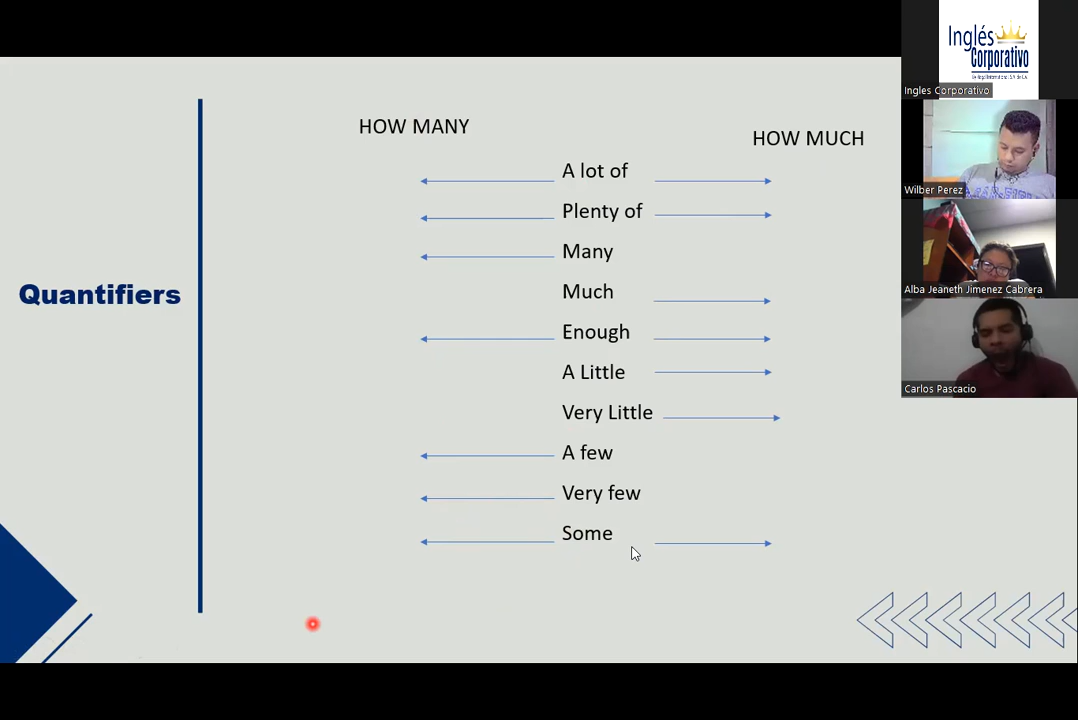 HOW MANY
HOW MUCH
A lot of
Plenty of
Many
Much
Enough
A Little
Very Little
A few
Very few
Some
Quantifiers
Inglés
Corporativo
Ingles Corporativo
Wilber Perez
Alba Jeaneth Jimenez Cabrera
Carlos Pascacio